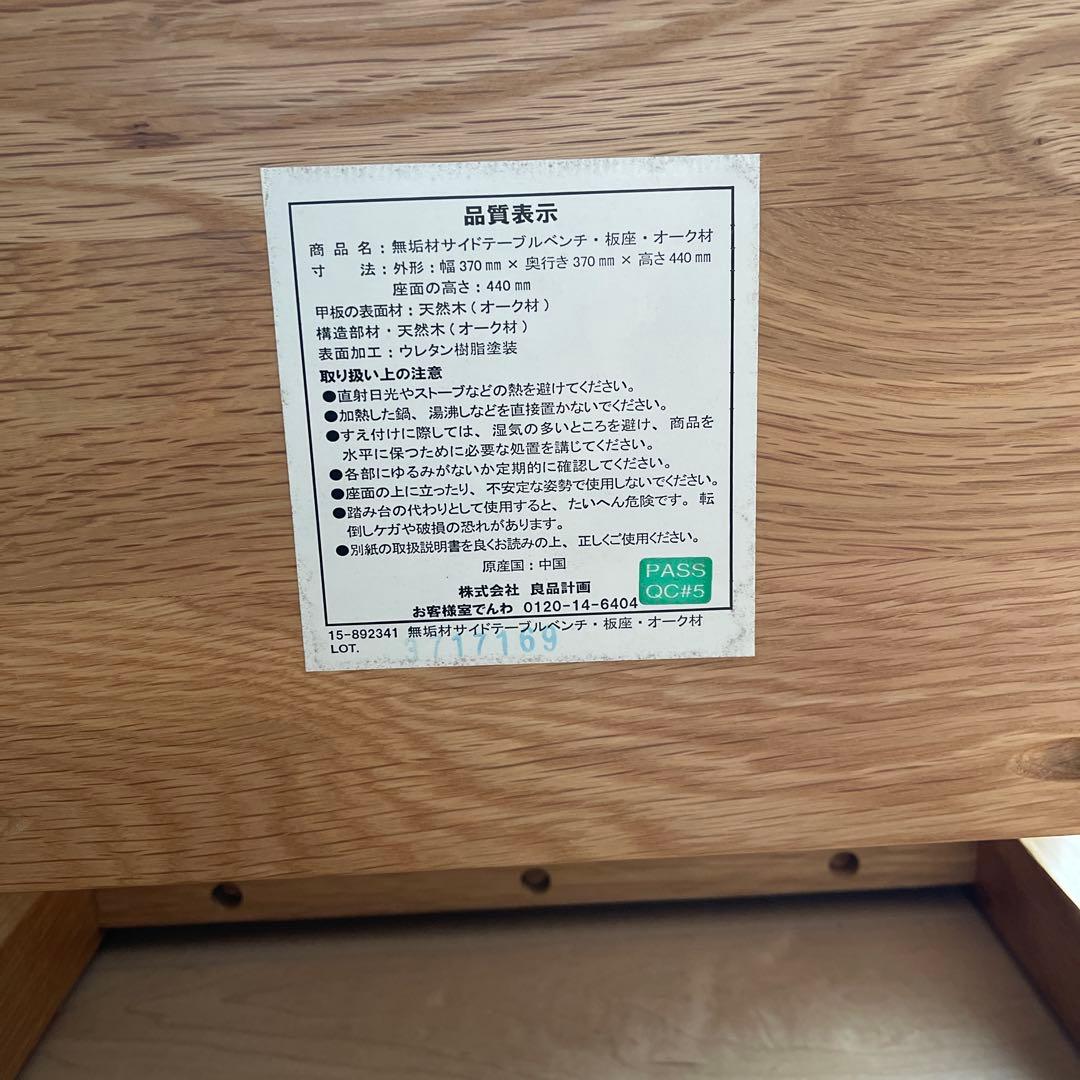 品質表示
商品名：無垢材サイドテーブルベンチ・板座・オーク材
寸法：外形：幅370㎜×奥行き370㎜×高さ440㎜
座面の高さ：440㎜
甲板の表面材：天然木（オーク材）
構造部材・天然木（オーク材）
表面加工：ウレタン樹脂塗装
取り扱い上の注意
●直射日光やストーブなどの熱を避けてください。
●加熱した鍋、湯沸しなどを直接置かないでください。
●すえ付けに際しては、湿気の多いところを避け、商品を
水平に保つために必要な処置を講じてください。
●各部にゆるみがないか定期的に確認してください。
●座面の上に立ったり、不安定な姿勢で使用しないでください。
●踏み台の代わりとして使用すると、たいへん危険です。転
倒しケガや破損の恐れがあります。
●別紙の取扱説明書を良くお読みの上、正しくご使用ください。
原産国：中国
株式会社 良品計画
お客様室でんわ 0120-14-6404
PASS
QC#5
15-892341 無垢材サイドテーブルベンチ・板座・オーク材
LOT.